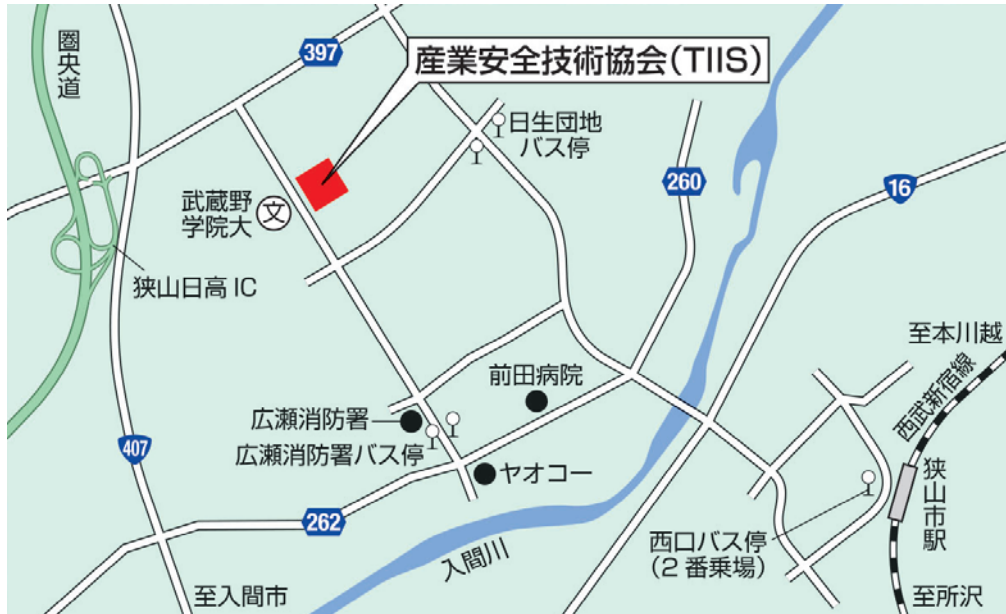 圏央道
397
産業安全技術協会(TIIS)
日生団地
バス停
260
16
武蔵野
学院大
文
狭山日高IC
至本川越
西武新宿線
前田病院
広瀬消防署
広瀬消防署バス停
407
ヤオコー
狭山市駅
262
入間川
西口バス停
(2番乗場)
至入間市
至所沢